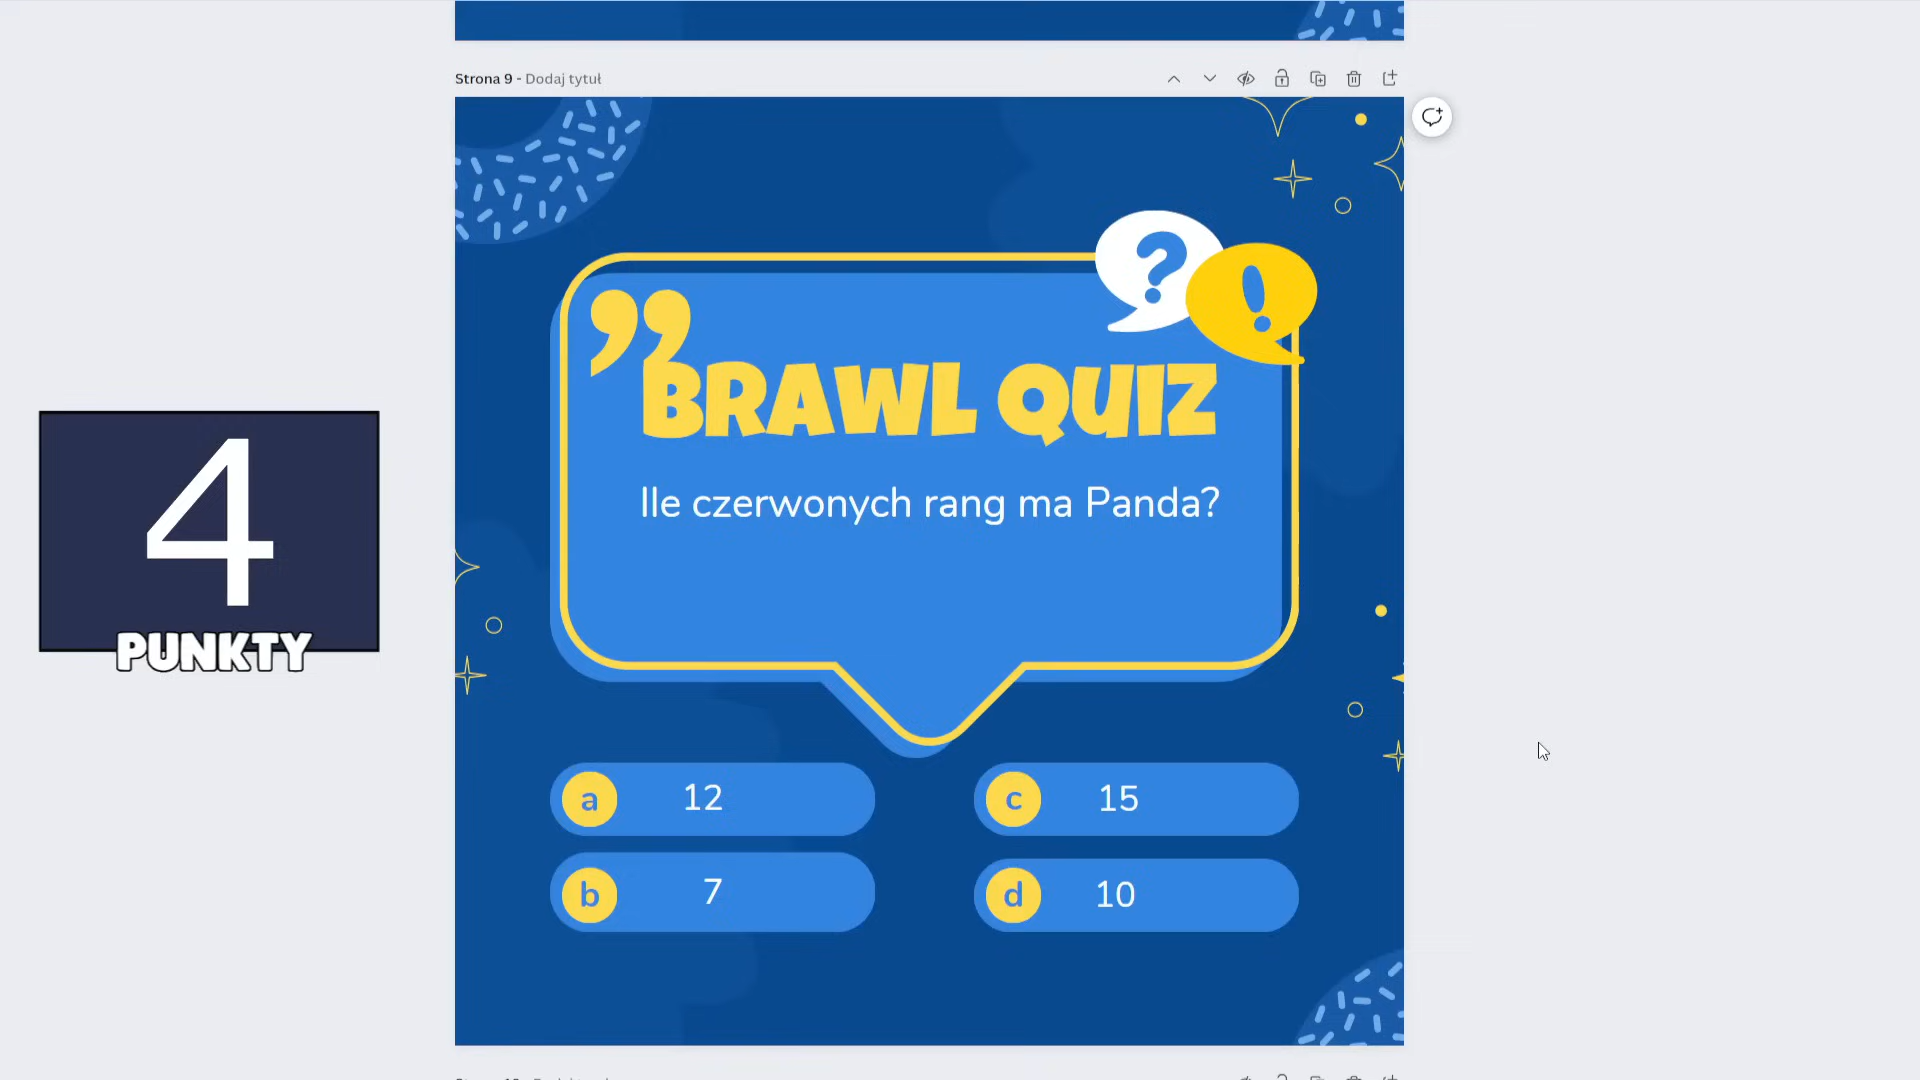 Strona 9 - Dodaj tytuł
?
!
”
BRAWL QUIZ
Ile czerwonych rang ma Panda?
4
PUNKTY
a 12
c 15
b 7
d 10